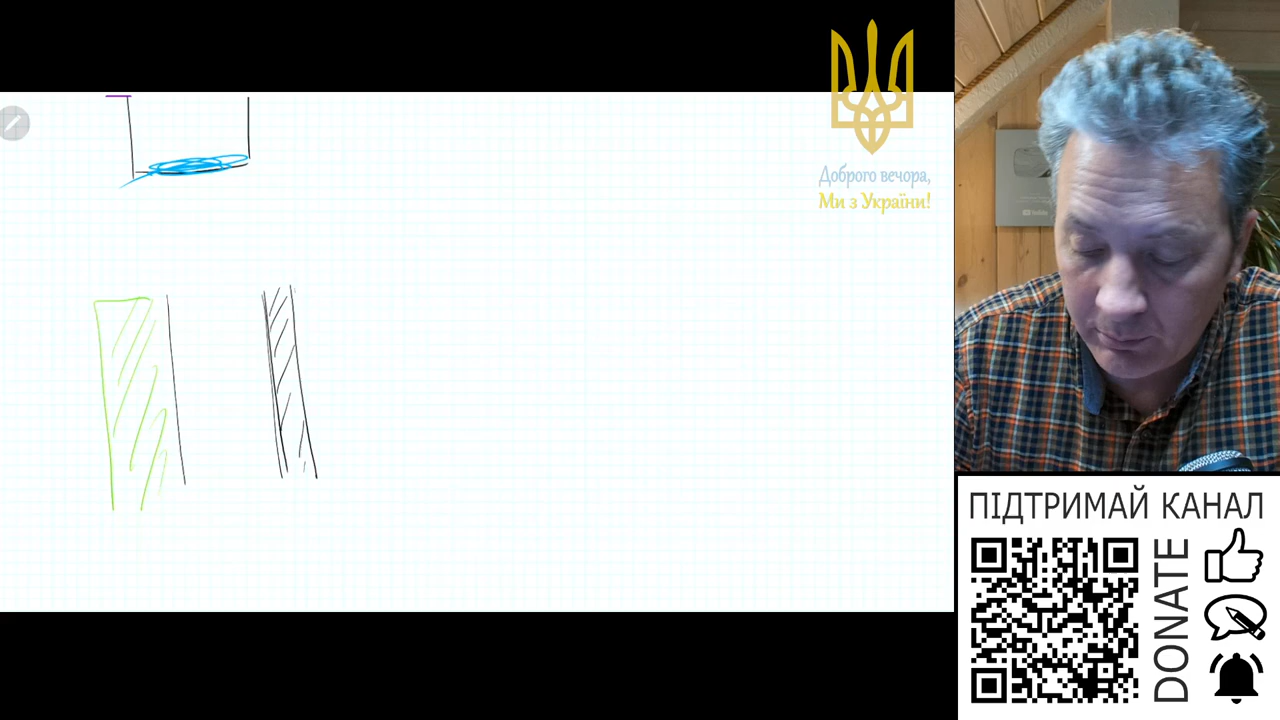 Доброго вечора,
Ми з України!
ПІДТРИМАЙ КАНАЛ
DONATE